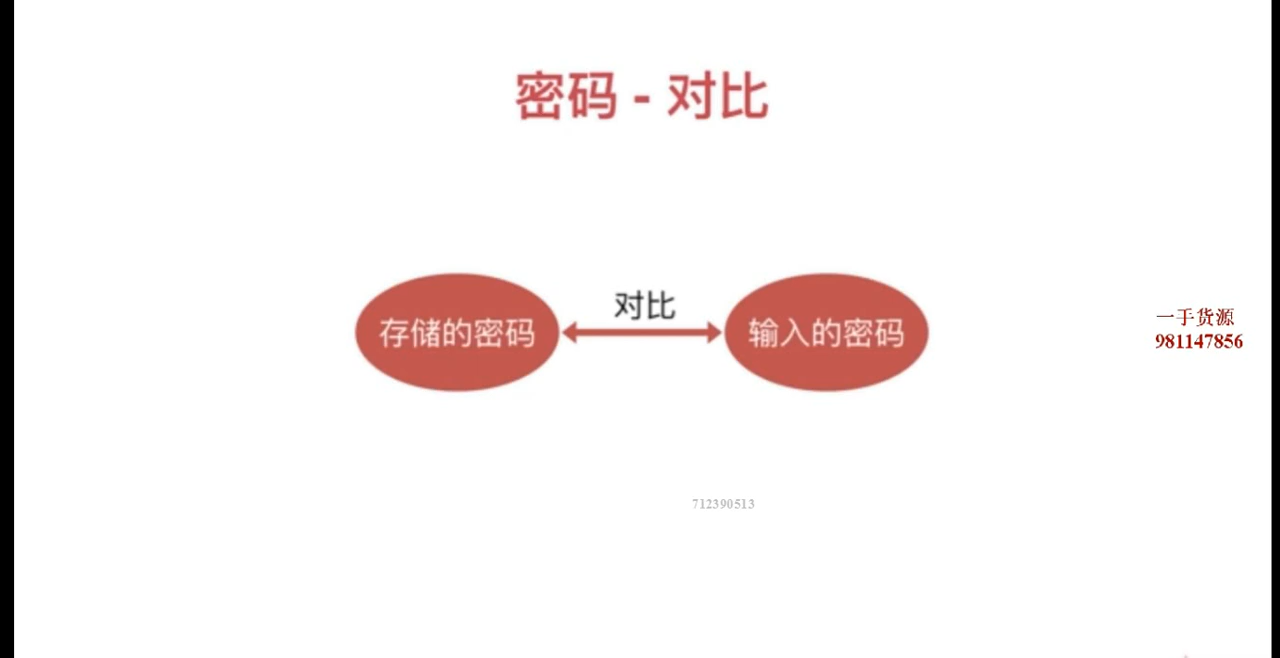 密码 - 对比
对比
存储的密码
输入的密码
一手货源
981147856
712390513